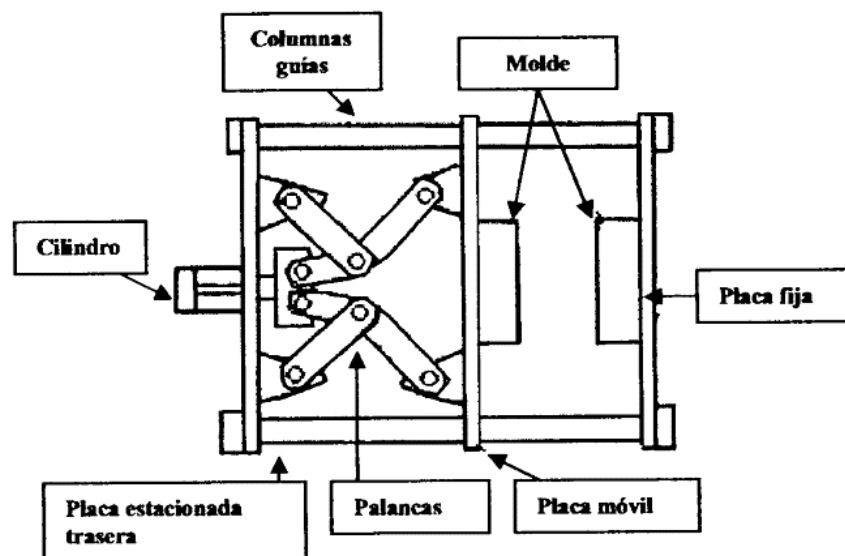 Columnas
guías
Molde
Cilindro
Placa fija
Placa estacionada
trasera
Palancas
Placa móvil